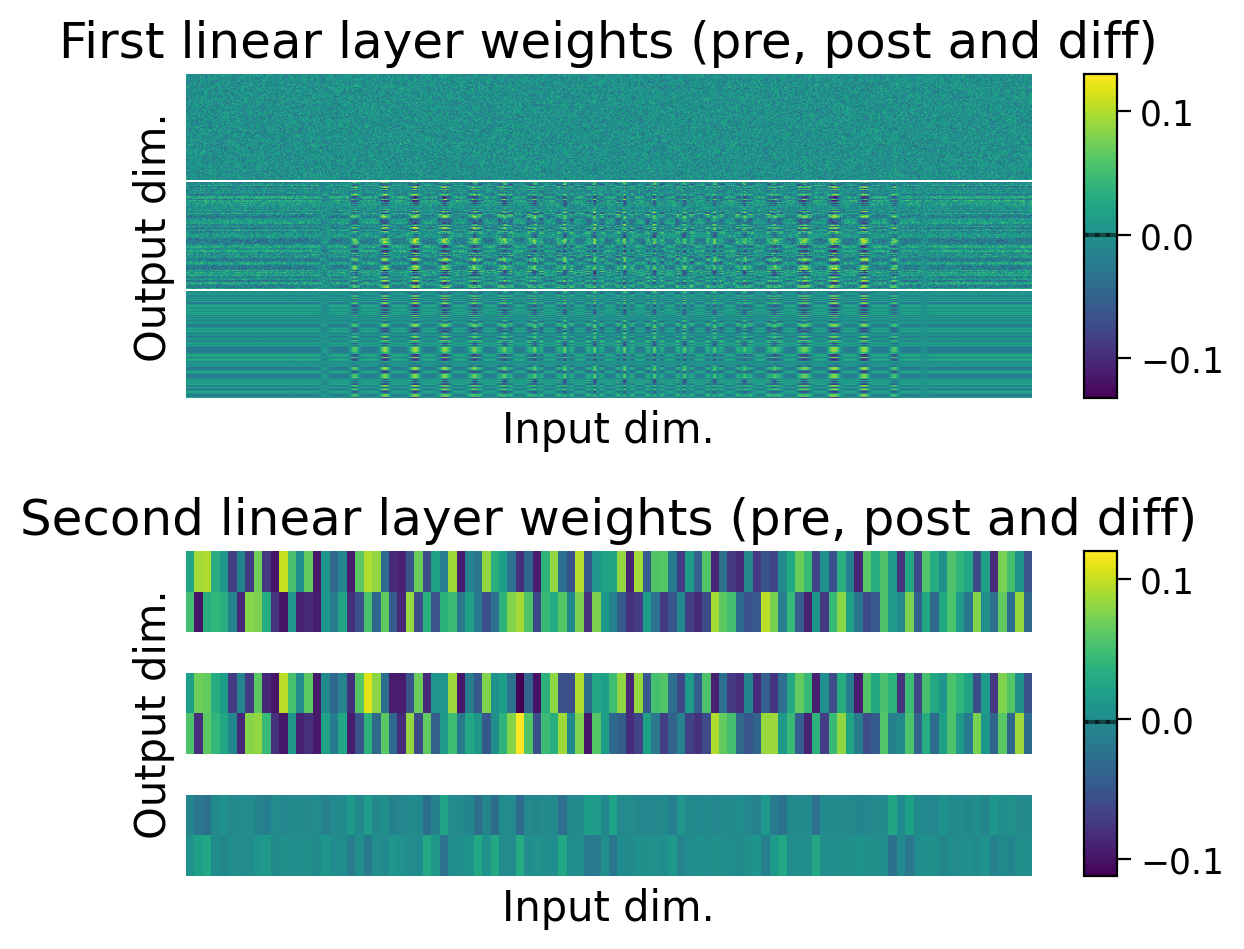 First linear layer weights (pre, post and diff)
Output dim.
0.1
0.0
−0.1
Input dim.
Second linear layer weights (pre, post and diff)
Output dim.
0.1
0.0
−0.1
Input dim.